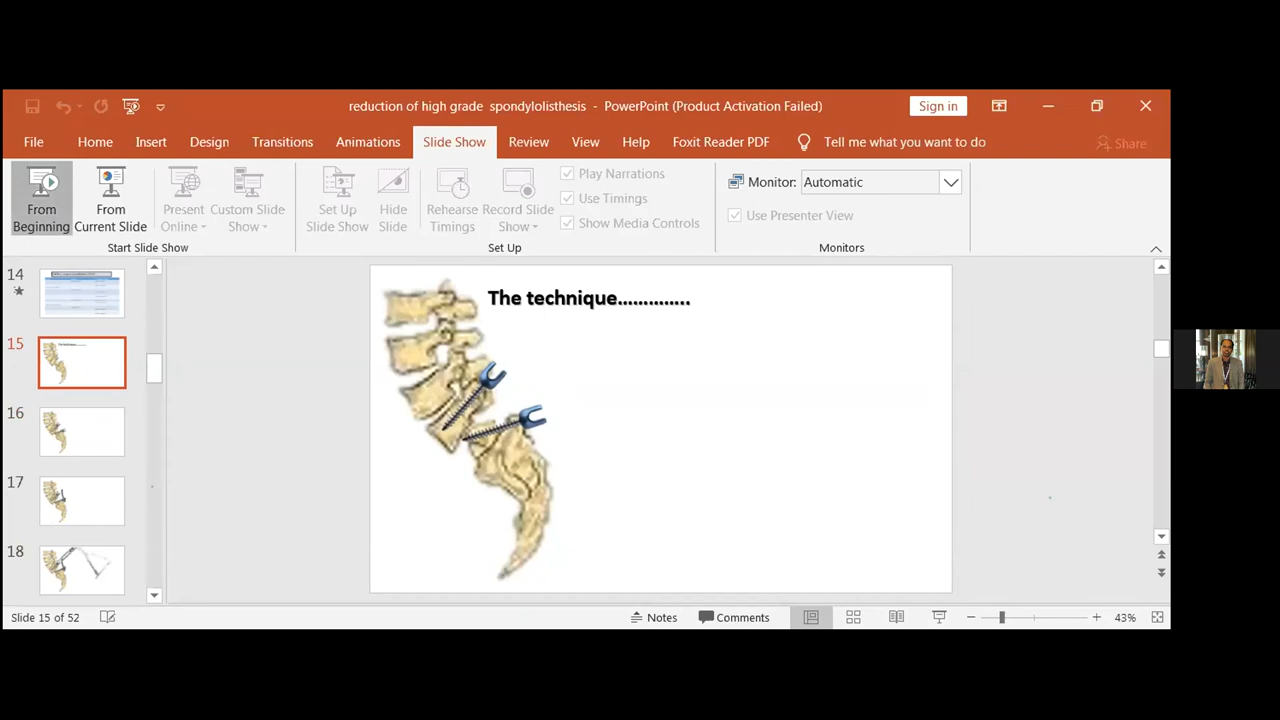 reduction of high grade  spondylolisthesis  -  PowerPoint (Product Activation Failed)
Sign in
File
Home
Insert
Design
Transitions
Animations
Slide Show
Review
View
Help
Foxit Reader PDF
Tell me what you want to do
Share
From Beginning
From Current Slide
Present Online
Custom Slide Show
Start Slide Show
Set Up Slide Show
Hide Slide
Rehearse Timings
Record Slide Show
Play Narrations
Use Timings
Show Media Controls
Set Up
Monitor:
Automatic
Use Presenter View
Monitors
14
15
16
17
18
The technique..............
Slide 15 of 52
Notes
Comments
43%